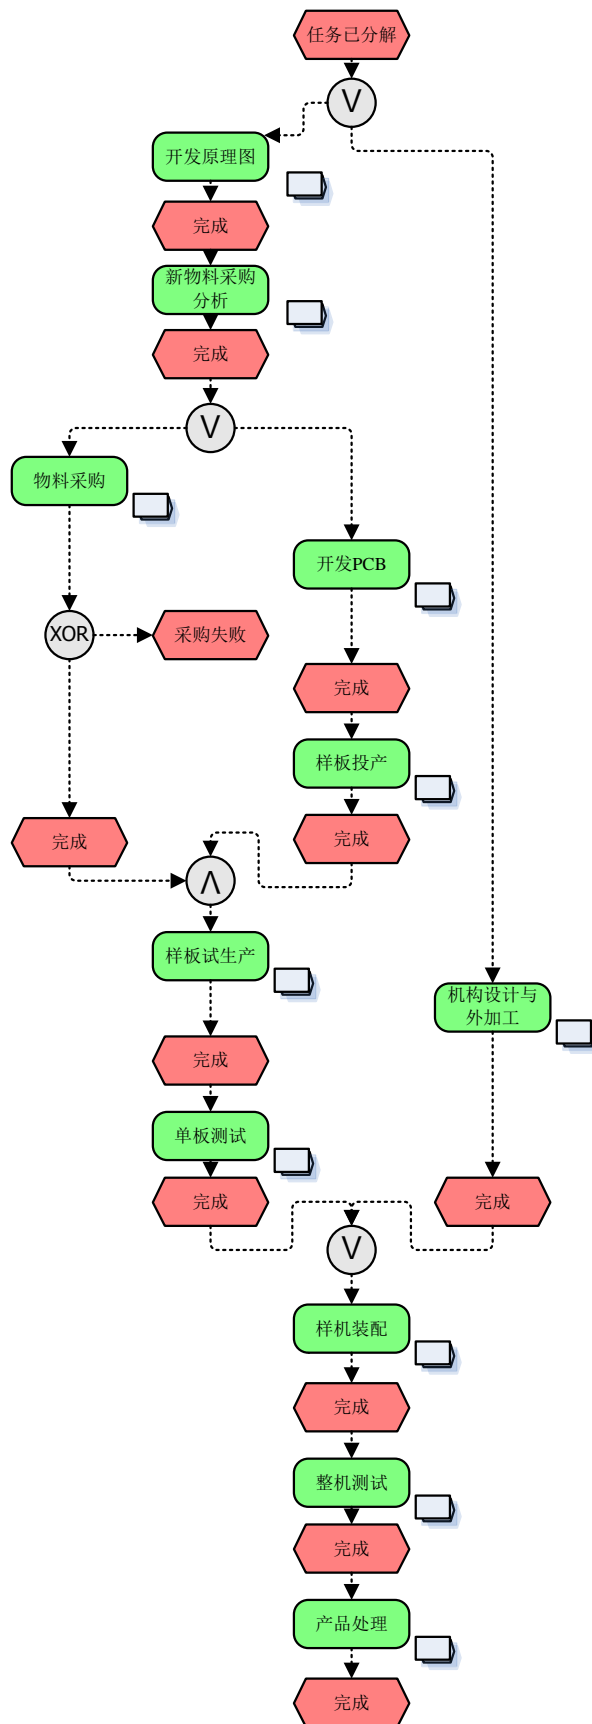 任务已分解
V
开发原理图
完成
新物料采购
分析
完成
V
物料采购
开发PCB
XOR
采购失败
完成
样板投产
完成
完成
Λ
样板试生产
机构设计与
外加工
完成
单板测试
完成
完成
V
样机装配
完成
整机测试
完成
产品处理
完成